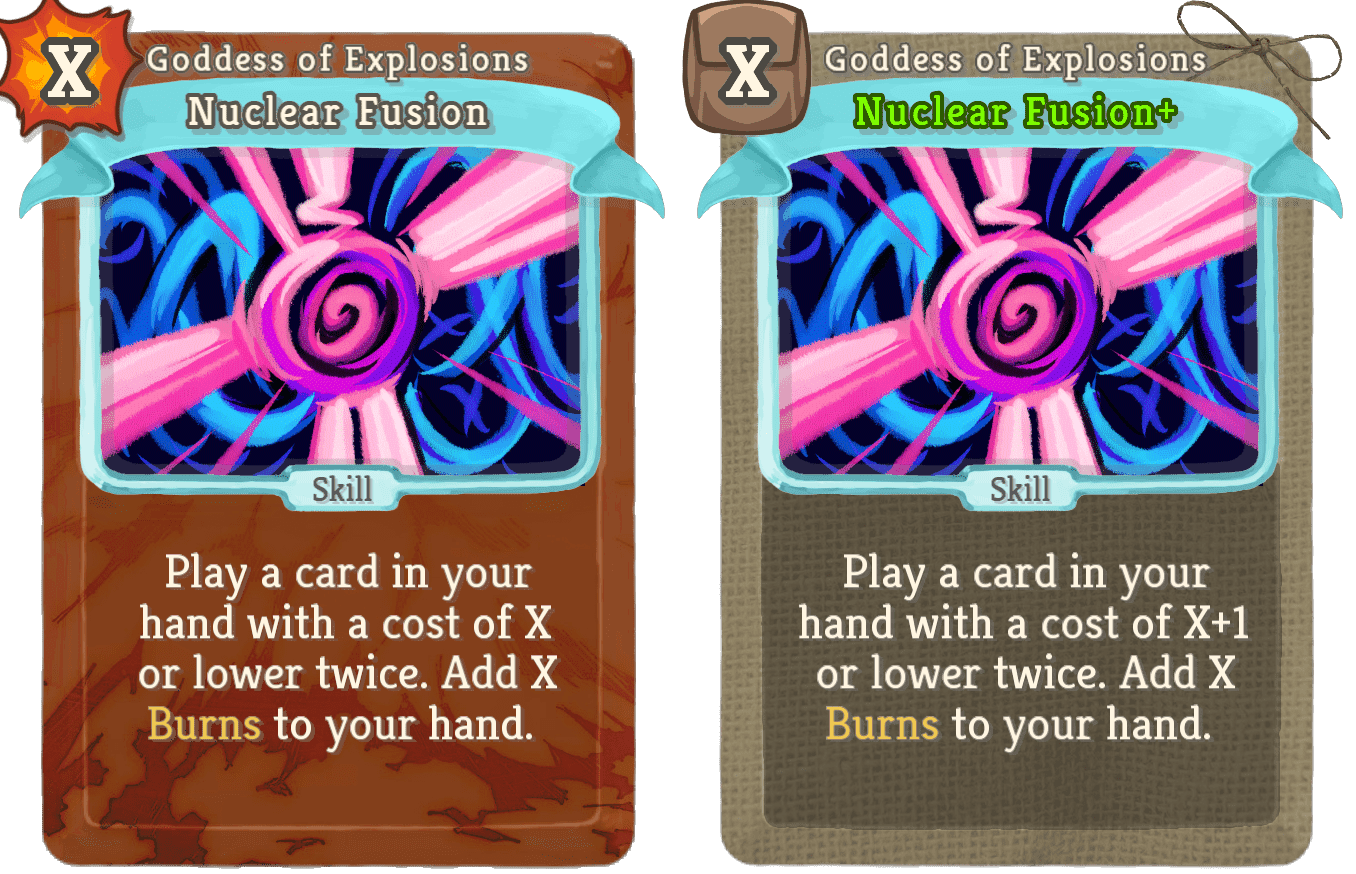 X
Goddess of Explosions
Nuclear Fusion
Skill
Play a card in your
hand with a cost of X
or lower twice. Add X
Burns to your hand.
X
Goddess of Explosions
Nuclear Fusion+
Skill
Play a card in your
hand with a cost of X+1
or lower twice. Add X
Burns to your hand.